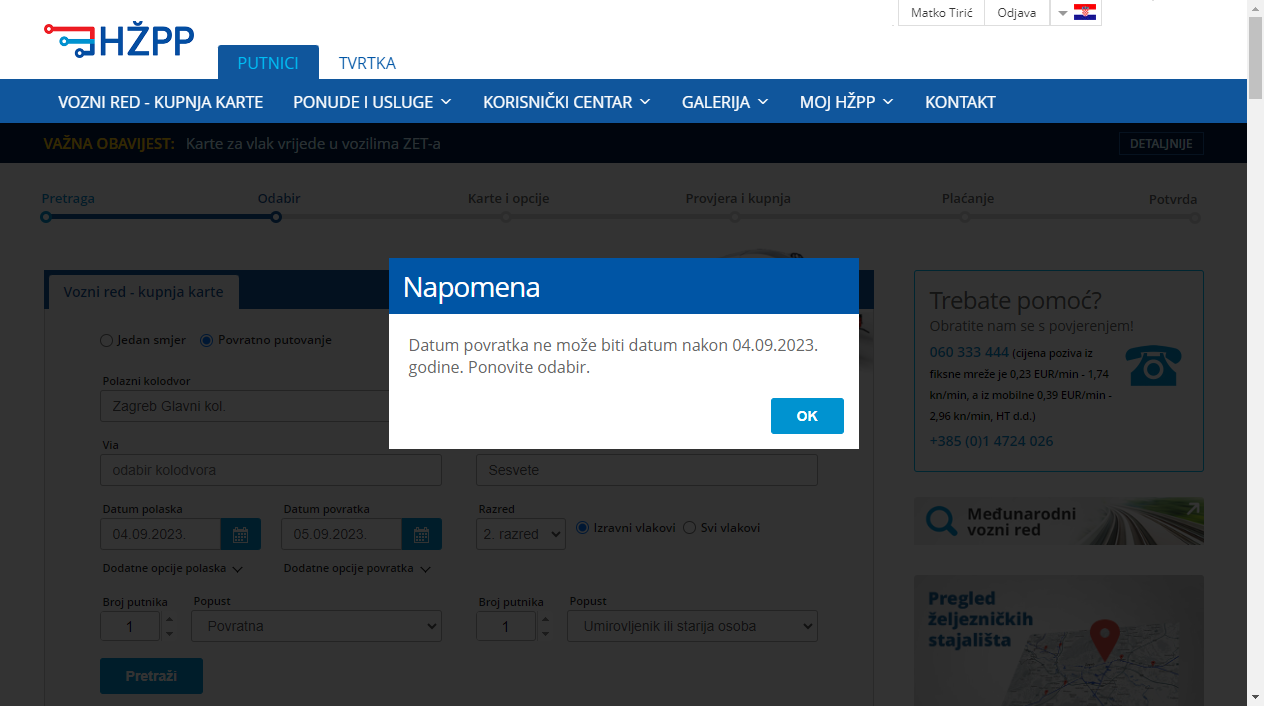 Matko Tirić
Odjava
HŽPP
PUTNICI
TVRTKA
VOZNI RED - KUPNJA KARTE
PONUDE I USLUGE
KORISNIČKI CENTAR
GALERIJA
MOJ HŽPP
KONTAKT
VAŽNA OBAVIJEST: Karte za vlak vrijede u vozilima ZET-a
DETALJNIJE
Pretraga
Odabir
Karte i opcije
Provjera i kupnja
Plaćanje
Potvrda
Vozni red - kupnja karte
Jedan smjer
Povratno putovanje
Polazni kolodvor
Zagreb Glavni kol.
Via
odabir kolodvora
Sesvete
Datum polaska
04.09.2023.
Datum povratka
05.09.2023.
Razred
2. razred
Izravni vlakovi
Svi vlakovi
Dodatne opcije polaska
Dodatne opcije povratka
Broj putnika
1
Popust
Povratna
Broj putnika
1
Popust
Umirovljenik ili starija osoba
Pretraži
Napomena
Datum povratka ne može biti datum nakon 04.09.2023.
godine. Ponovite odabir.
OK
Trebate pomoć?
Obratite nam se s povjerenjem!
060 333 444 (cijena poziva iz
fiksne mreže je 0,23 EUR/min - 1,74
kn/min, a iz mobilne 0,39 EUR/min -
2,96 kn/min, HT d.d.)
+385 (0)1 4724 026
Međunarodni
vozni red
Pregled
željezničkih
stajališta